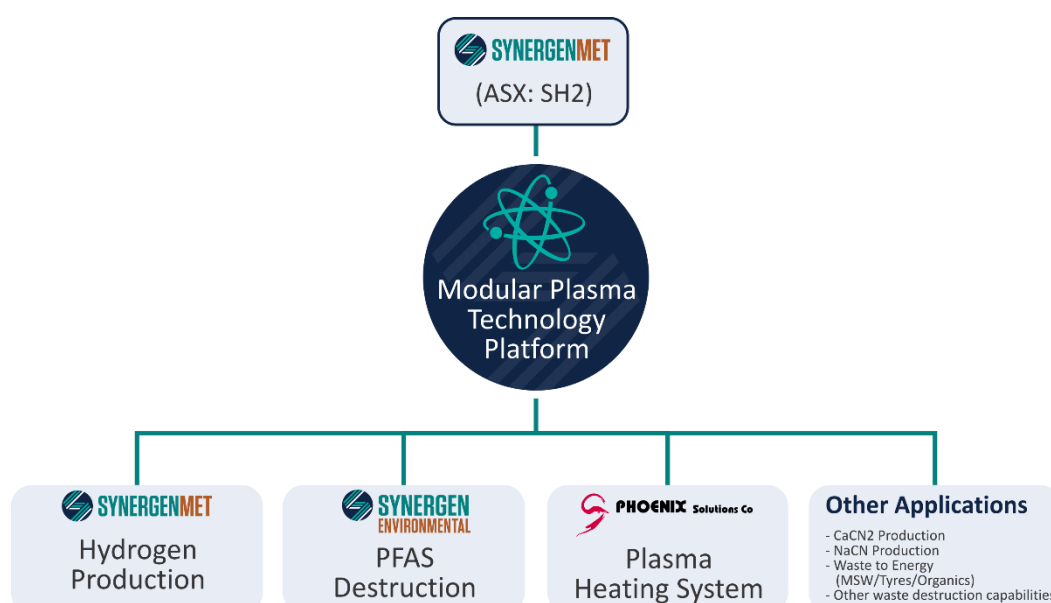 SYNERGENMET
(ASX: SH2)
Modular Plasma
Technology
Platform
SYNERGENMET
Hydrogen
Production
SYNERGEN
ENVIRONMENTAL
PFAS
Destruction
PHOENIX Solutions Co
Plasma
Heating System
Other Applications
- CaCN2 Production
- NaCN Production
- Waste to Energy
(MSW/Tyres/Organics)
- Other waste destruction capabilities